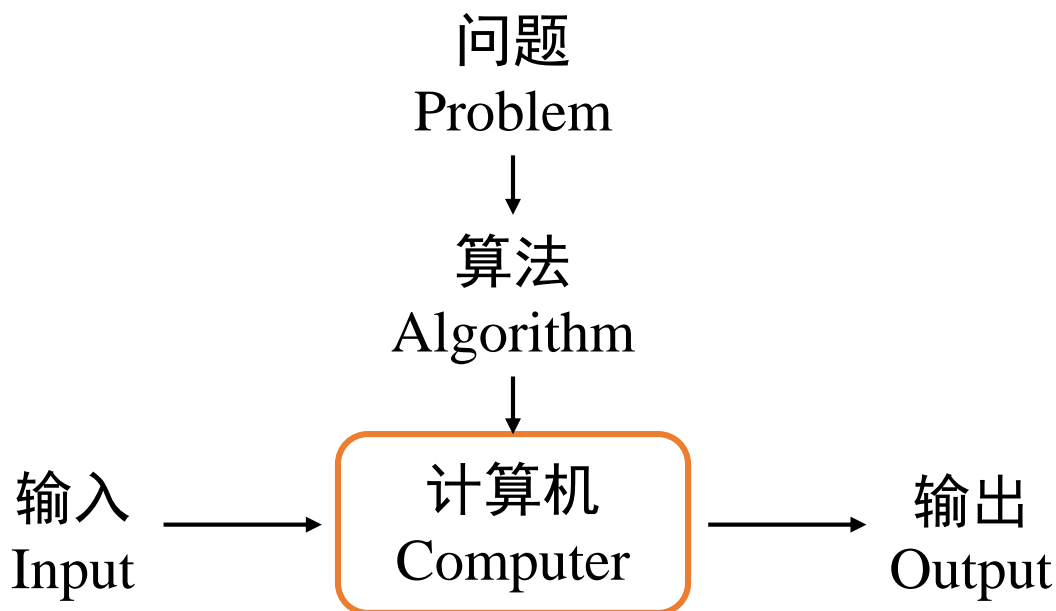 问题
Problem
算法
Algorithm
输入
Input
计算机
Computer
输出
Output